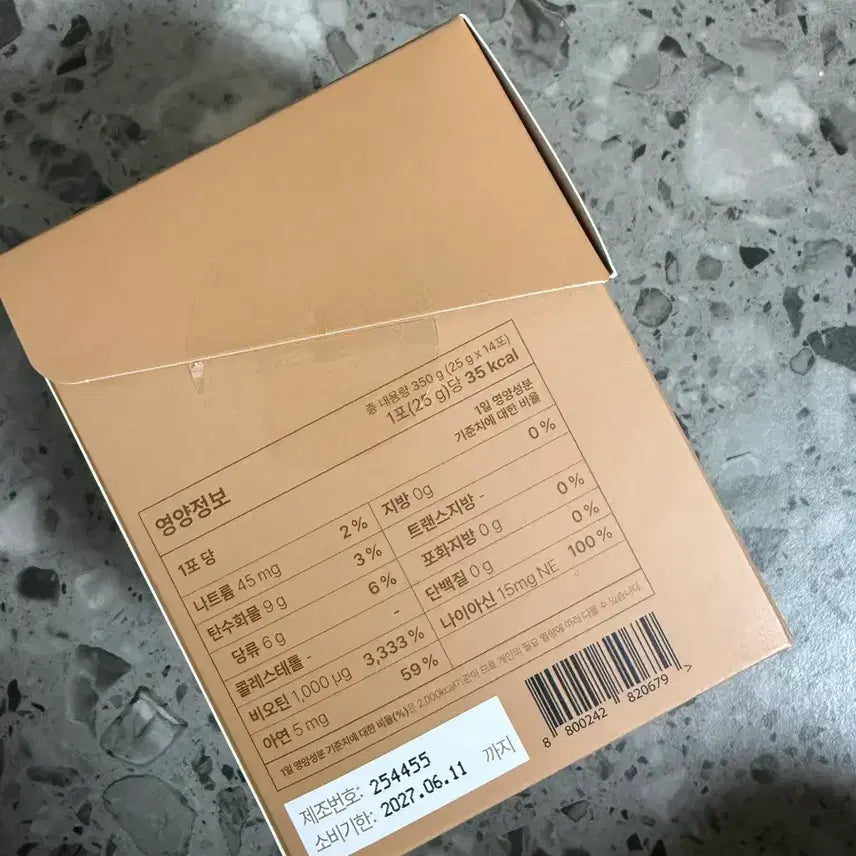 영양정보
총 내용량 350 g (25 g x 14포)
1포(25 g)당 35 kcal
1포 당
1일 영양성분
기준치에 대한 비율
나트륨 45 mg 2 %
탄수화물 9 g 3 %
당류 6 g 6 %
콜레스테롤 - -
비오틴 1,000 µg 3,333 %
아연 5 mg 59 %
지방 0g 0 %
트랜스지방 -
포화지방 0 g 0 %
단백질 0 g 0 %
나이아신 15mg NE 100 %
1일 영양성분 기준치에 대한 비율(%)은 2,000kcal기준이므로 개인의 필요 열량에 따라 다를 수 있습니다.
8 800242 820679 >
제조번호: 254455
소비기한: 2027.06.11 까지